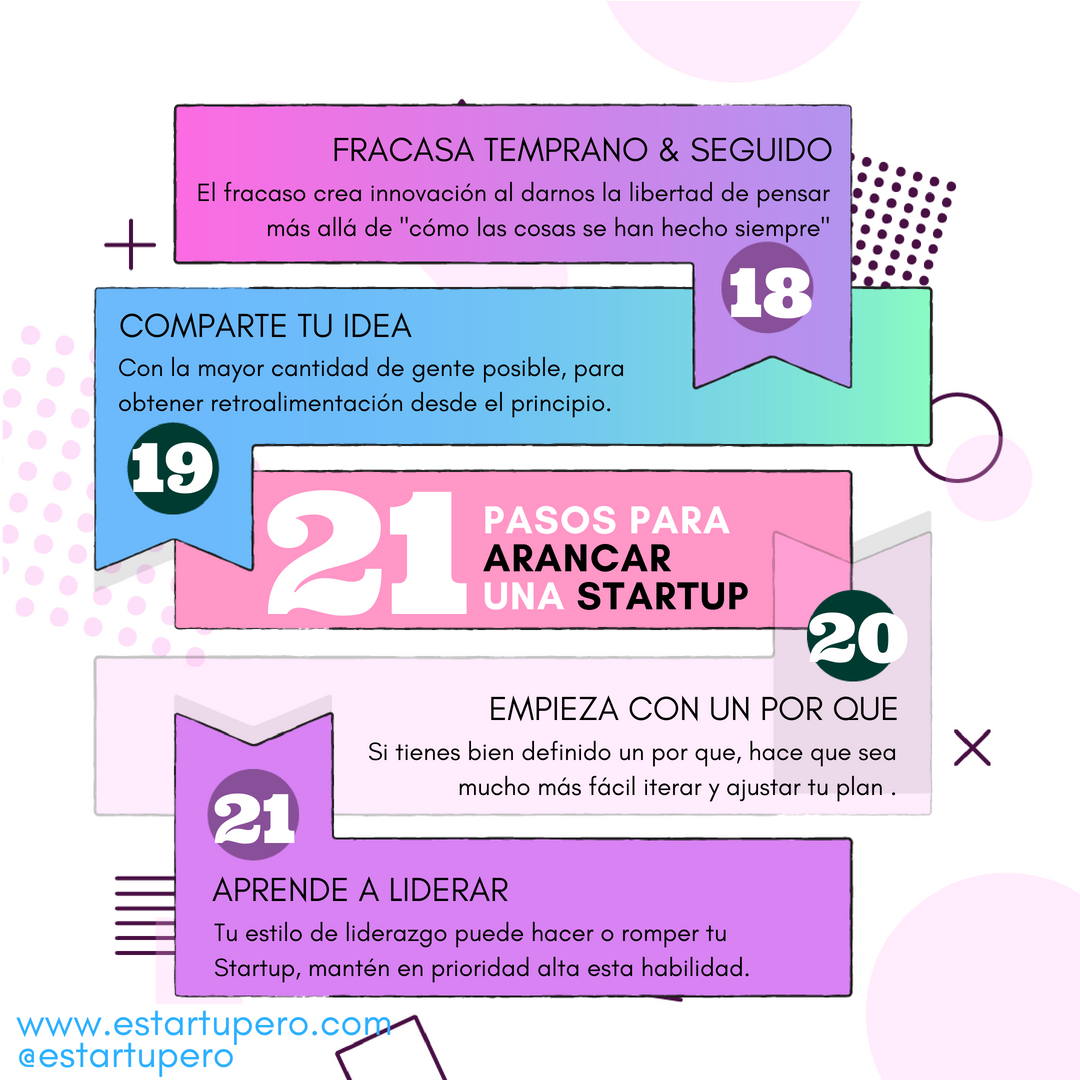 FRACASA TEMPRANO & SEGUIDO
El fracaso crea innovación al darnos la libertad de pensar
más allá de "cómo las cosas se han hecho siempre"
18
COMPARTE TU IDEA
Con la mayor cantidad de gente posible, para
obtener retroalimentación desde el principio.
19
21
PASOS PARA
ARANCAR
UNA STARTUP
20
EMPIEZA CON UN POR QUE
Si tienes bien definido un por que, hace que sea
mucho más fácil iterar y ajustar tu plan .
21
APRENDE A LIDERAR
Tu estilo de liderazgo puede hacer o romper tu
Startup, mantén en prioridad alta esta habilidad.
www.estartupero.com
@estartupero